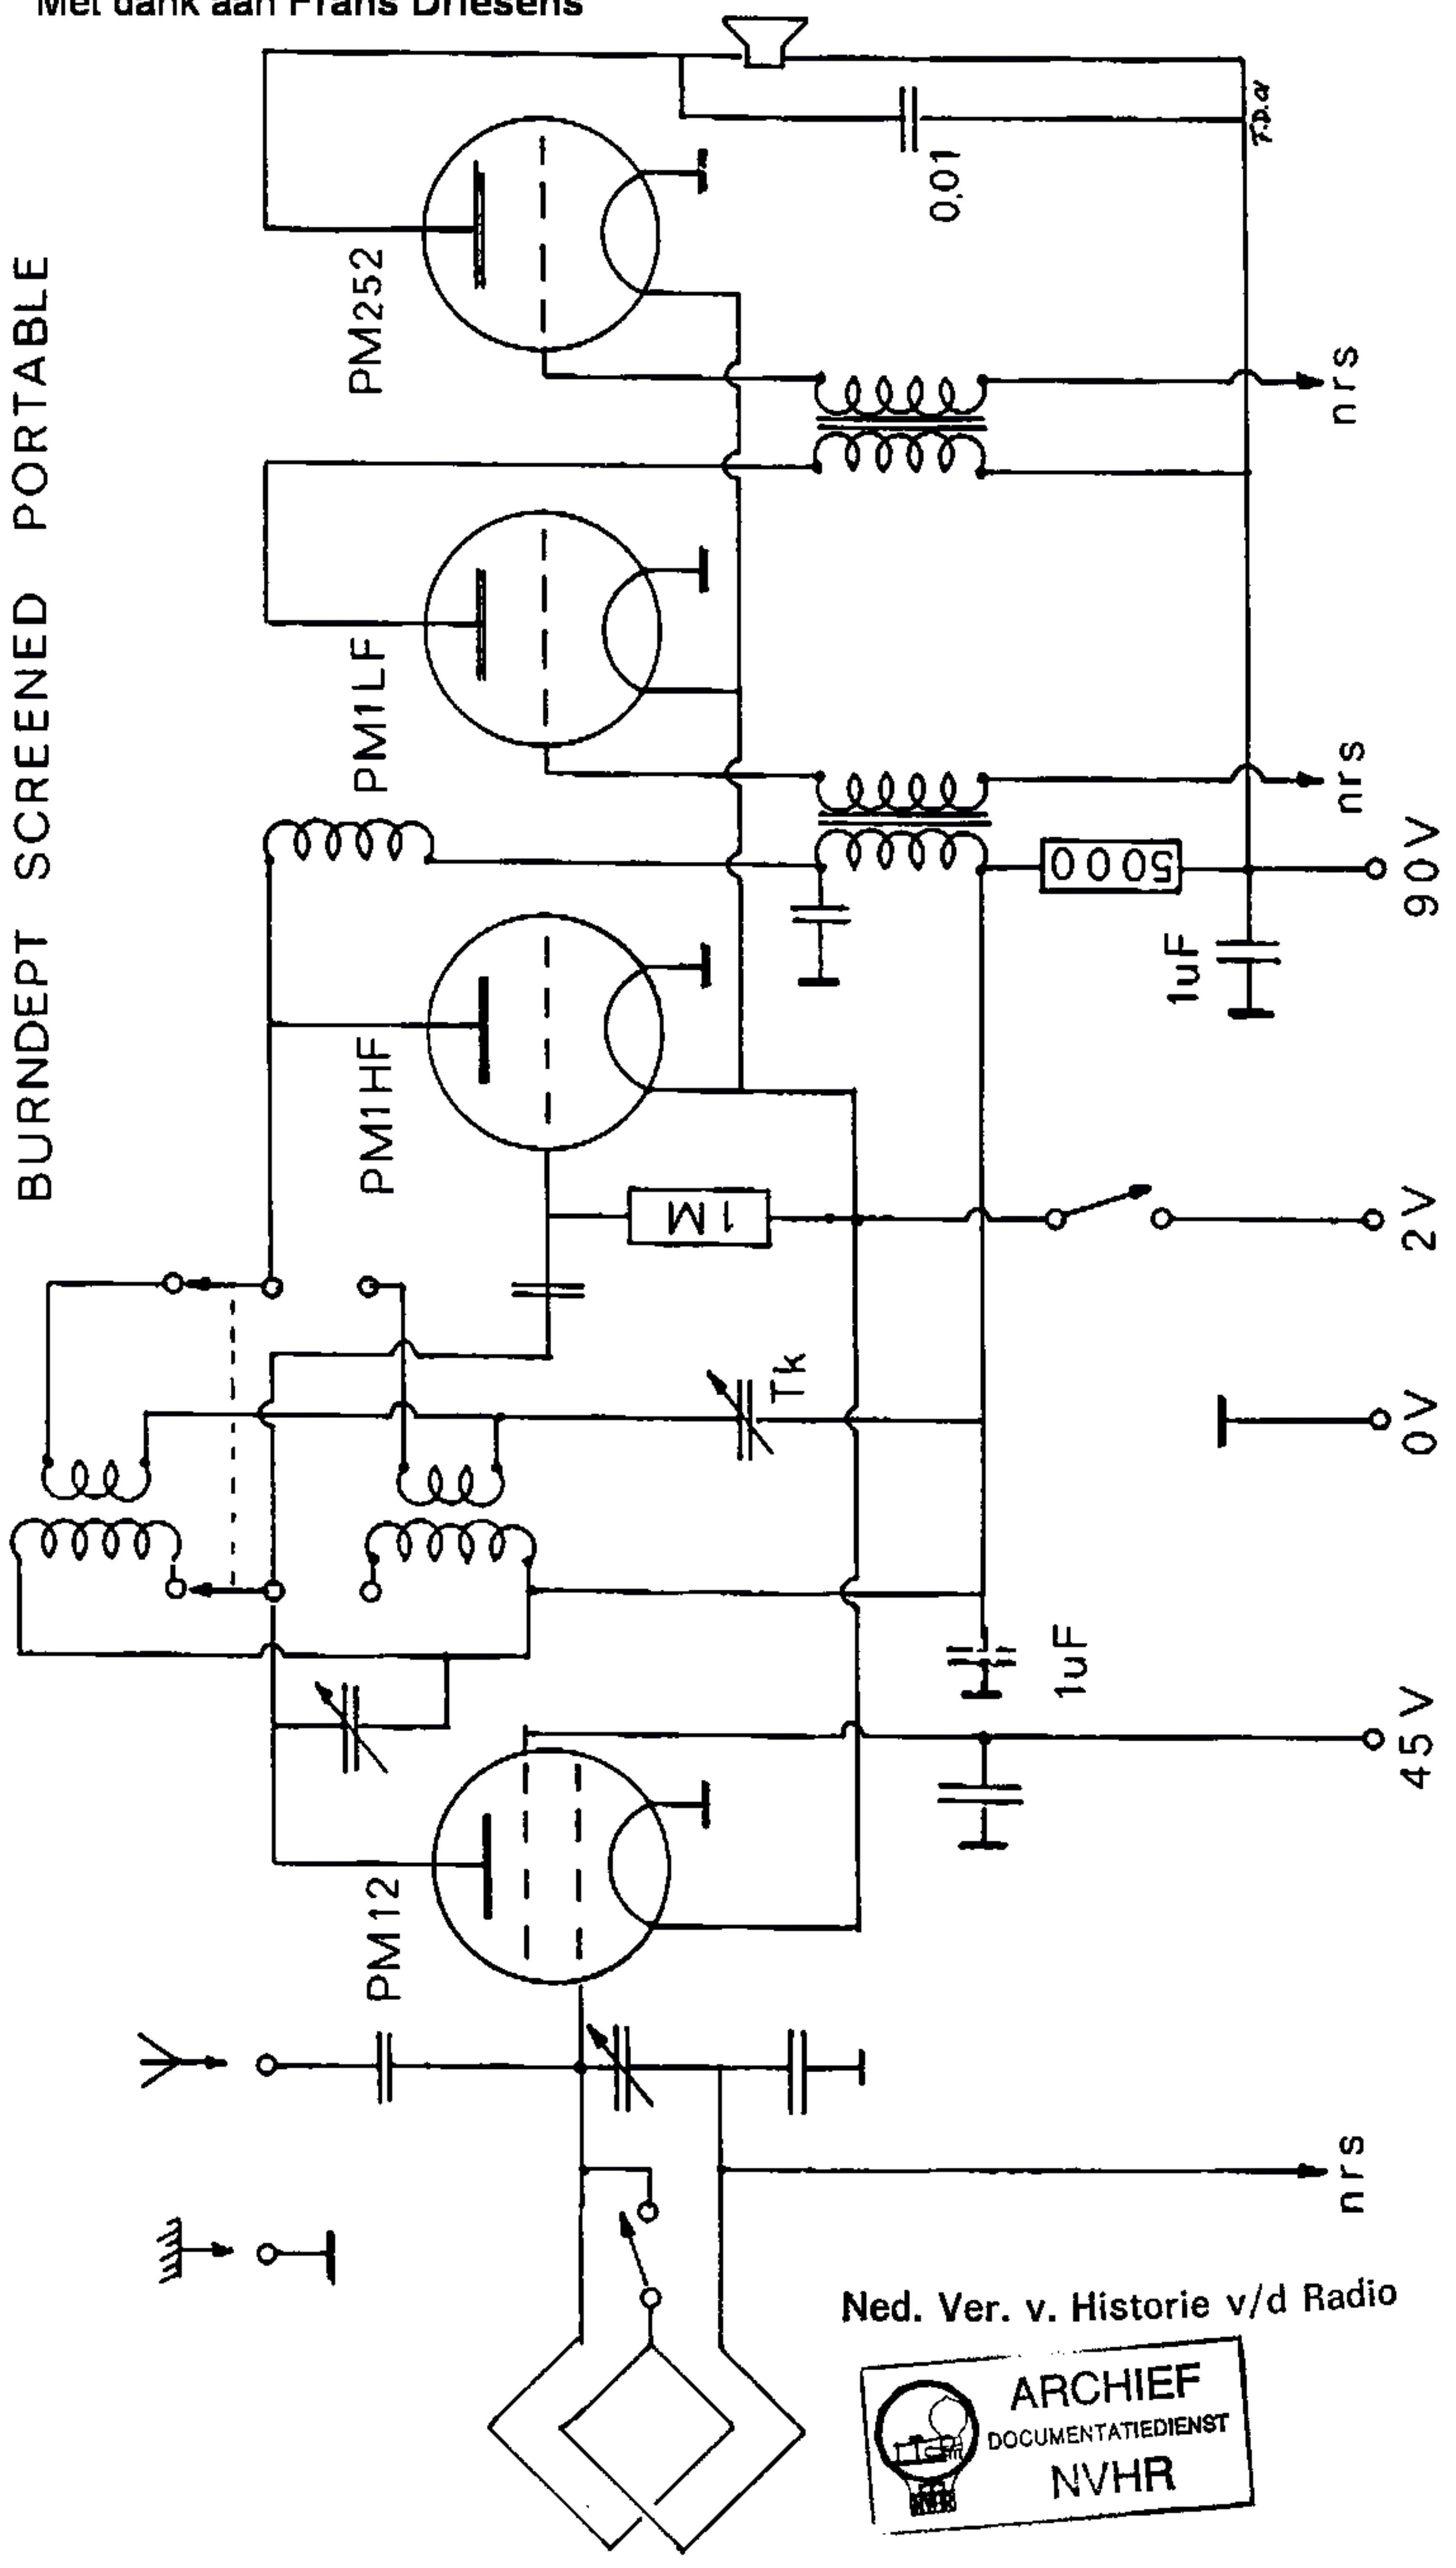 Met dank aan Frans Driesens
BURNDEPT SCREENED PORTABLE
PM12
PM1HF
PM1LF
PM252
Tk
1M
5000
0,01
F.D.
1uF
1uF
nrs
nrs
nrs
45V
0V
2V
90V
Ned. Ver. v. Historie v/d Radio
ARCHIEF
DOCUMENTATIEDIENST
NVHR